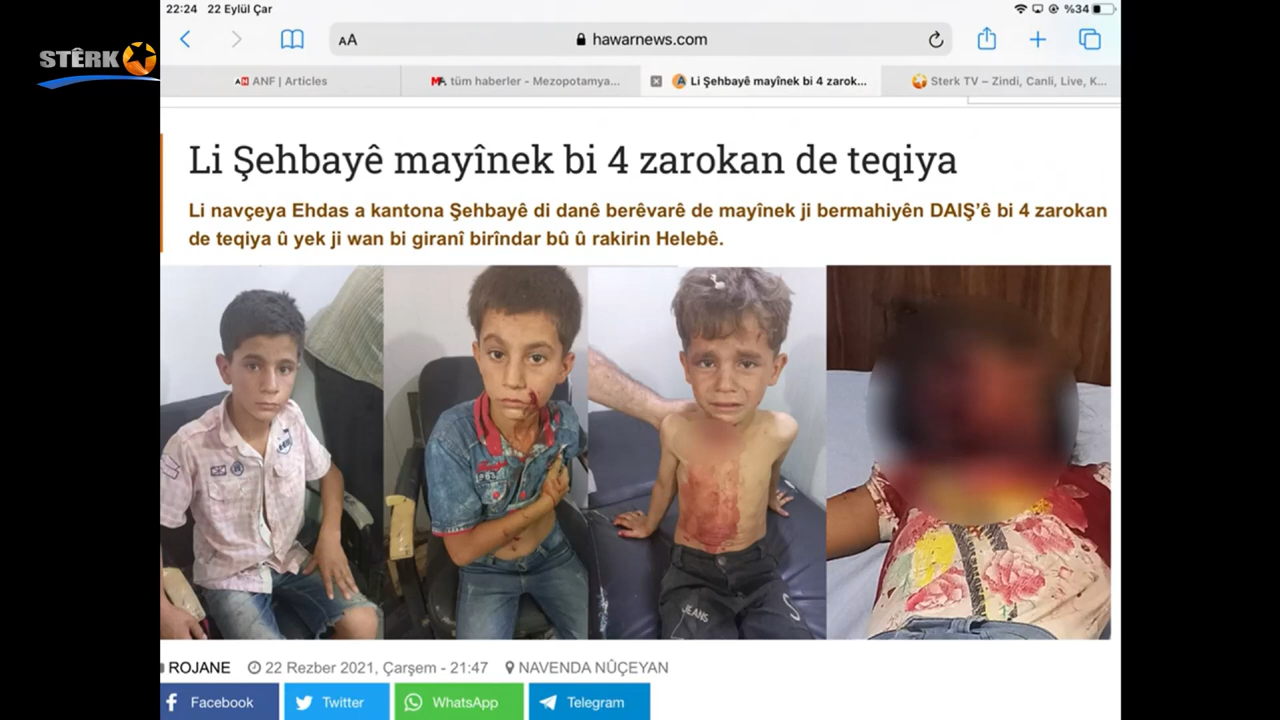 22:24 22 Eylül Çar
%34
STÊRK
AA
hawarnews.com
ANF | Articles
MA tüm haberler - Mezopotamya...
Li Şehbayê mayînek bi 4 zarok...
Sterk TV – Zindi, Canli, Live, K...
Li Şehbayê mayînek bi 4 zarokan de teqiya
Li navçeya Ehdas a kantona Şehbayê di danê berêvarê de mayînek ji bermahiyên DAIŞ’ê bi 4 zarokan
de teqiya û yek ji wan bi giranî birîndar bû û rakirin Helebê.
JEANS
ROJANE 22 Rezber 2021, Çarşem - 21:47 NAVENDA NÛÇEYAN
Facebook
Twitter
WhatsApp
Telegram